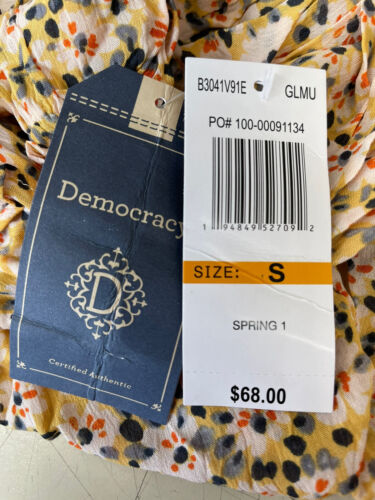 Democracy
D
Certified Authentic
B3041V91E GLMU
PO# 100-00091134
1 94849 52709 2
SIZE: S
SPRING 1
$68.00